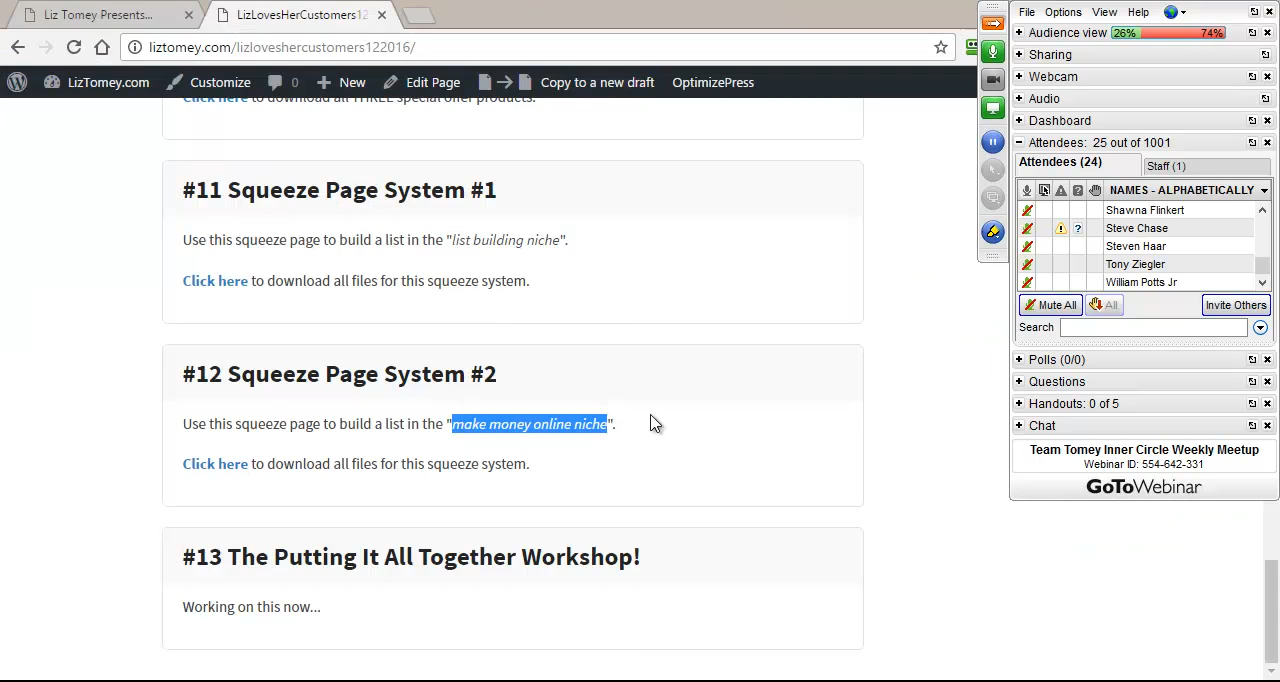 Liz Tomey Presents...
LizLovesHerCustomers12
liztomey.com/lizloveshercustomers122016/
LizTomey.com
Customize
0
New
Edit Page
Copy to a new draft
OptimizePress
Click here to download all THREE special offer products.
#11 Squeeze Page System #1
Use this squeeze page to build a list in the "list building niche".
Click here to download all files for this squeeze system.
#12 Squeeze Page System #2
Use this squeeze page to build a list in the "make money online niche".
Click here to download all files for this squeeze system.
#13 The Putting It All Together Workshop!
Working on this now...
File Options View Help
Audience view 26% 74%
Sharing
Webcam
Audio
Dashboard
Attendees: 25 out of 1001
Attendees (24) Staff (1)
NAMES - ALPHABETICALLY
Shawna Flinkert
Steve Chase
Steven Haar
Tony Ziegler
William Potts Jr
Mute All All Invite Others
Search
Polls (0/0)
Questions
Handouts: 0 of 5
Chat
Team Tomey Inner Circle Weekly Meetup
Webinar ID: 554-642-331
GoToWebinar